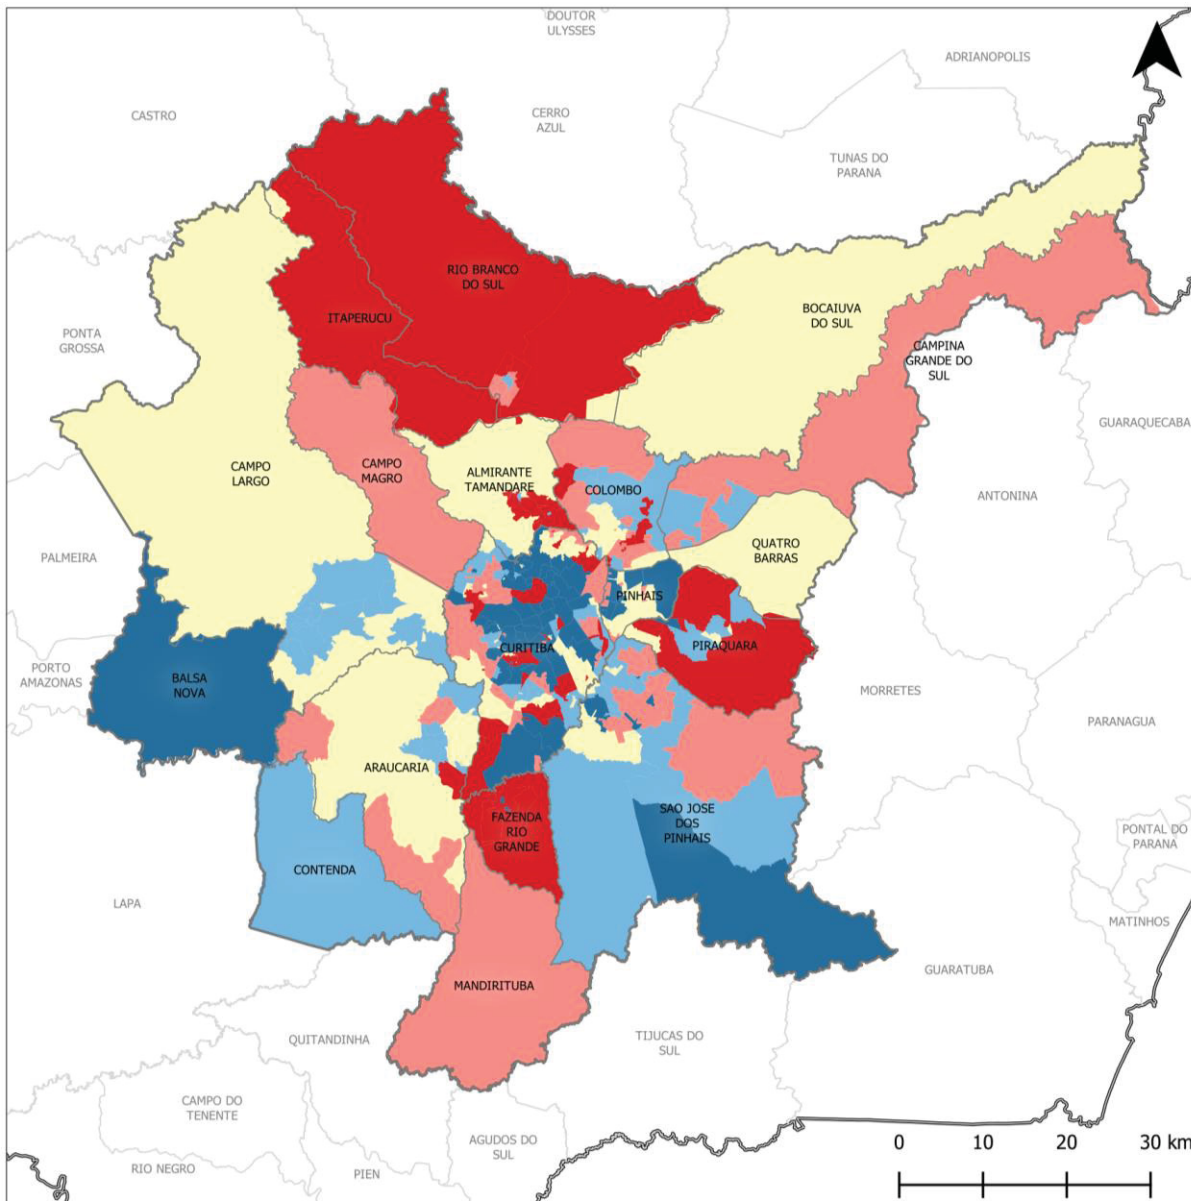 DOUTOR
ULYSSES
ADRIANOPOLIS
CASTRO
CERRO
AZUL
TUNAS DO
PARANA
RIO BRANCO
DO SUL
ITAPERUCU
BOCAIUVA
DO SUL
PONTA
GROSSA
CAMPINA
GRANDE DO
SUL
GUARAQUECABA
CAMPO
LARGO
CAMPO
MAGRO
ALMIRANTE
TAMANDARE
COLOMBO
ANTONINA
PALMEIRA
QUATRO
BARRAS
PINHAIS
CURITIBA
PIRAQUARA
PORTO
AMAZONAS
BALSA
NOVA
MORRETES
PARANAGUA
ARAUCARIA
FAZENDA
RIO
GRANDE
SAO JOSE
DOS
PINHAIS
PONTAL DO
PARANA
CONTENDA
LAPA
MATINHOS
GUARATUBA
MANDIRITUBA
QUITANDINHA
TIJUCAS DO
SUL
CAMPO DO
TENENTE
AGUDOS DO
SUL
RIO NEGRO
PIEN
0 10 20 30 km